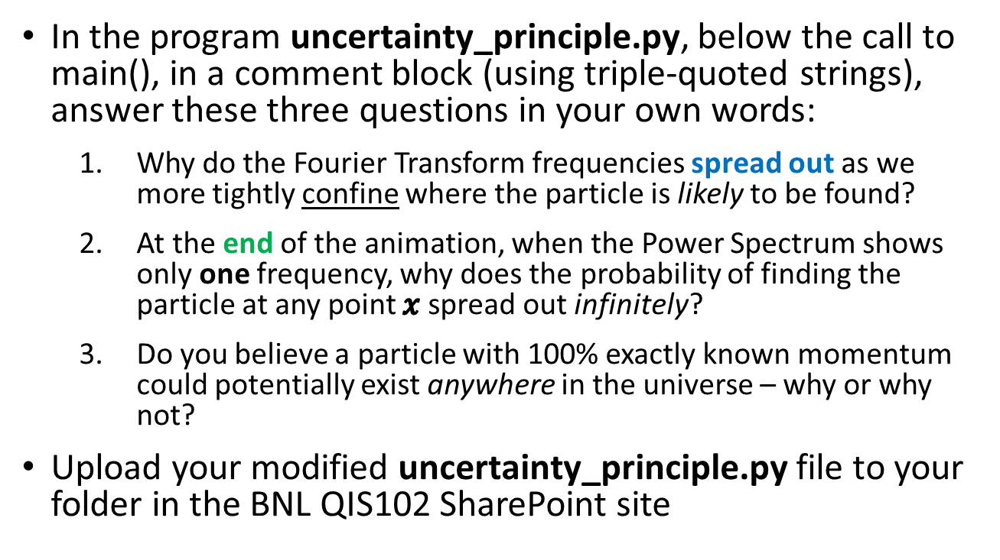 • In the program uncertainty_principle.py, below the call to
main(), in a comment block (using triple-quoted strings),
answer these three questions in your own words:
1. Why do the Fourier Transform frequencies spread out as we
more tightly confine where the particle is likely to be found?
2. At the end of the animation, when the Power Spectrum shows
only one frequency, why does the probability of finding the
particle at any point x spread out infinitely?
3. Do you believe a particle with 100% exactly known momentum
could potentially exist anywhere in the universe – why or why
not?
• Upload your modified uncertainty_principle.py file to your
folder in the BNL QIS102 SharePoint site